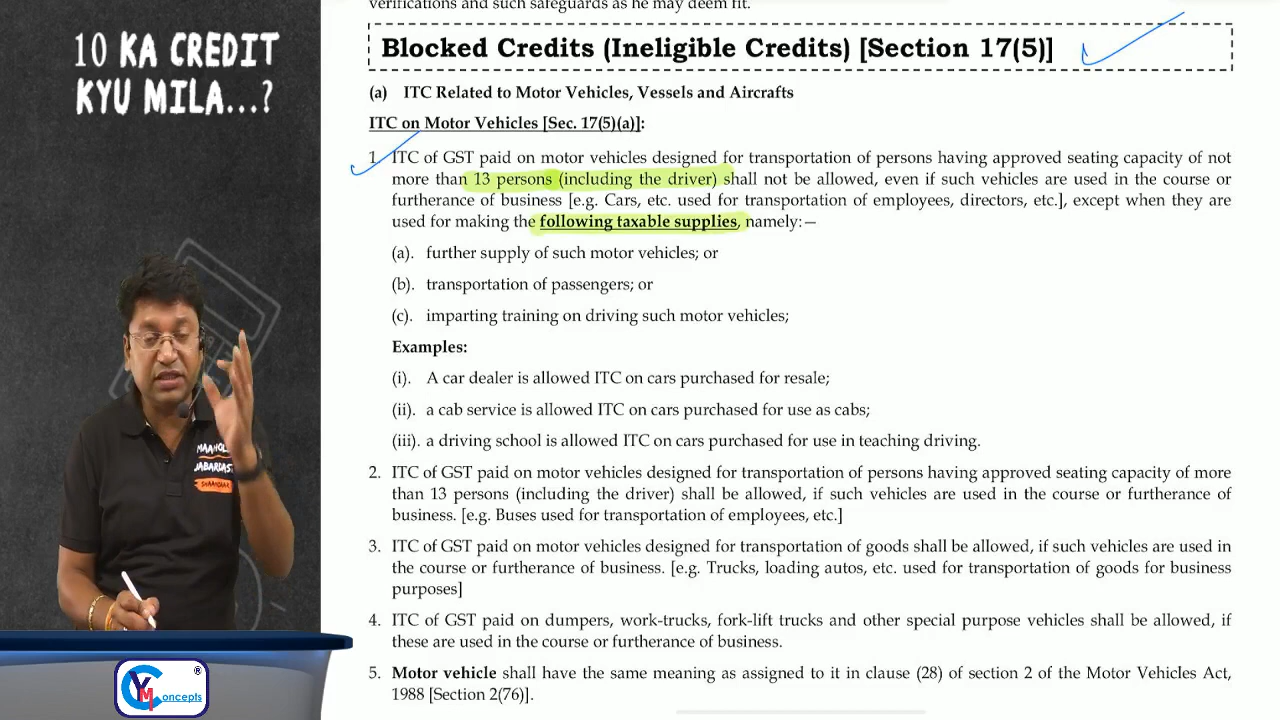 10 KA CREDIT
KYU MILA...?
verifications and such safeguards as he may deem fit.
Blocked Credits (Ineligible Credits) [Section 17(5)]
(a) ITC Related to Motor Vehicles, Vessels and Aircrafts
ITC on Motor Vehicles [Sec. 17(5)(a)]:
1. ITC of GST paid on motor vehicles designed for transportation of persons having approved seating capacity of not
more than 13 persons (including the driver) shall not be allowed, even if such vehicles are used in the course or
furtherance of business [e.g. Cars, etc. used for transportation of employees, directors, etc.], except when they are
used for making the following taxable supplies, namely:—
(a). further supply of such motor vehicles; or
(b). transportation of passengers; or
(c). imparting training on driving such motor vehicles;
Examples:
(i). A car dealer is allowed ITC on cars purchased for resale;
(ii). a cab service is allowed ITC on cars purchased for use as cabs;
(iii). a driving school is allowed ITC on cars purchased for use in teaching driving.
2. ITC of GST paid on motor vehicles designed for transportation of persons having approved seating capacity of more
than 13 persons (including the driver) shall be allowed, if such vehicles are used in the course or furtherance of
business. [e.g. Buses used for transportation of employees, etc.]
3. ITC of GST paid on motor vehicles designed for transportation of goods shall be allowed, if such vehicles are used in
the course or furtherance of business. [e.g. Trucks, loading autos, etc. used for transportation of goods for business
purposes]
4. ITC of GST paid on dumpers, work-trucks, fork-lift trucks and other special purpose vehicles shall be allowed, if
these are used in the course or furtherance of business.
5. Motor vehicle shall have the same meaning as assigned to it in clause (28) of section 2 of the Motor Vehicles Act,
1988 [Section 2(76)].
JABARDAST
SHAANDAAR
CYM oncepts ®